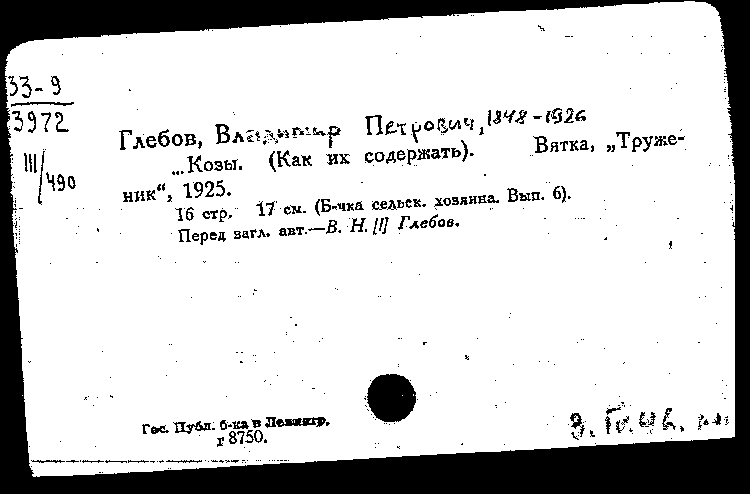 33-9
3972
III/490
Глебов, Владимир Петрович, 1848-1926
...Козы. (Как их содержать). Вятка, „Труже-
ник“, 1925.
16 стр. 17 см. (Б-чка сельск. хозяина. Вып. 6).
Перед загл. авт.—В. Н. [!] Глебов.
Гос. Публ. б-ка в Ленингр.
г 8750.